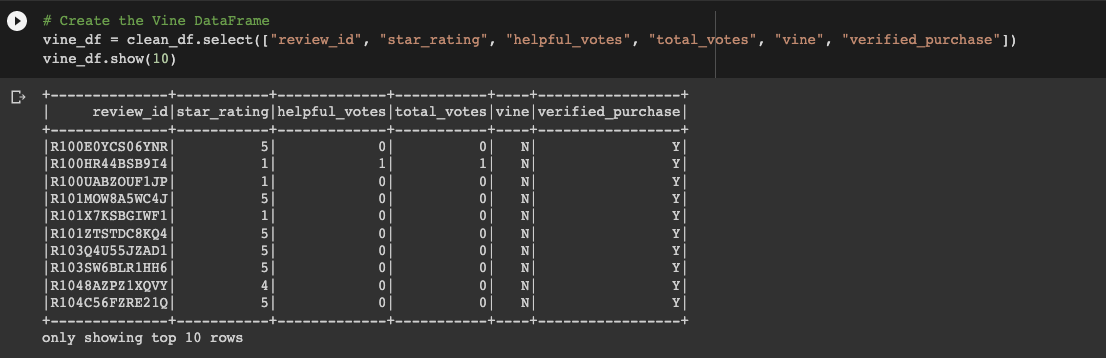 # Create the Vine DataFrame
vine_df = clean_df.select(["review_id", "star_rating", "helpful_votes", "total_votes", "vine", "verified_purchase"])
vine_df.show(10)
+--------------+-----------+-------------+-----------+----+-----------------+
|     review_id|star_rating|helpful_votes|total_votes|vine|verified_purchase|
+--------------+-----------+-------------+-----------+----+-----------------+
|R100E0YCS06YNR|          5|            0|          0|   N|                Y|
|R100HR44BSB9I4|          1|            1|          1|   N|                Y|
|R100UABZOUF1JP|          1|            0|          0|   N|                Y|
|R101MOW8A5WC4J|          5|            0|          0|   N|                Y|
|R101X7KSBGIWF1|          1|            0|          0|   N|                Y|
|R101ZTSTDC8KQ4|          5|            0|          0|   N|                Y|
|R103Q4U55JZAD1|          5|            0|          0|   N|                Y|
|R103SW6BLR1HH6|          5|            0|          0|   N|                Y|
|R1048AZPZ1XQVY|          4|            0|          0|   N|                Y|
|R104C56FZRE21Q|          5|            0|          0|   N|                Y|
+--------------+-----------+-------------+-----------+----+-----------------+
only showing top 10 rows